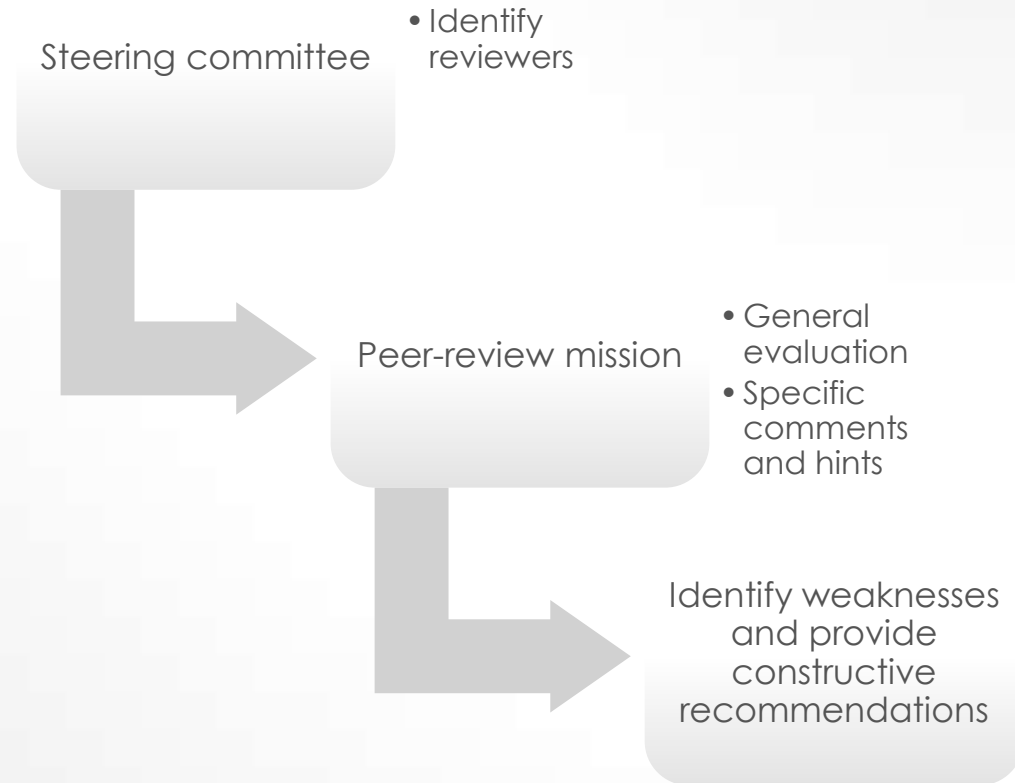 Steering committee
• Identify
reviewers
Peer-review mission
• General
evaluation
• Specific
comments
and hints
Identify weaknesses
and provide
constructive
recommendations